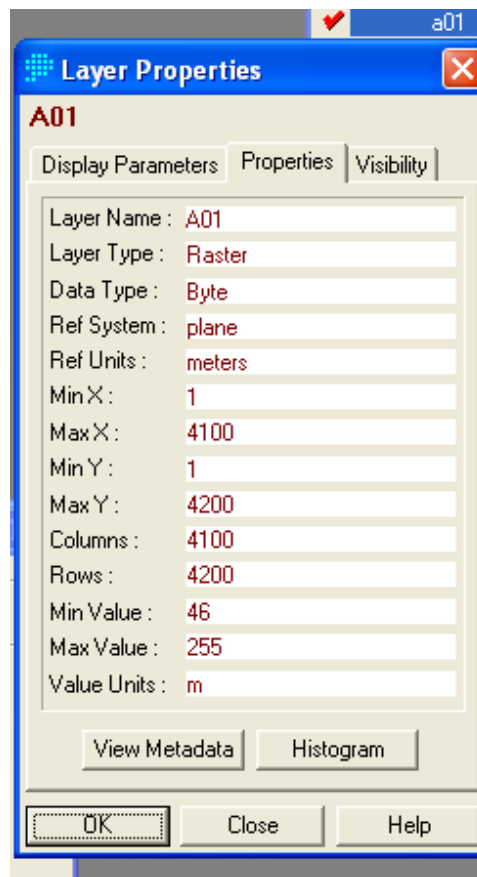 a01
Layer Properties
A01
Display Parameters Properties Visibility
Layer Name : A01
Layer Type : Raster
Data Type : Byte
Ref System : plane
Ref Units : meters
Min X : 1
Max X : 4100
Min Y : 1
Max Y : 4200
Columns : 4100
Rows : 4200
Min Value : 46
Max Value : 255
Value Units : m
View Metadata Histogram
OK Close Help